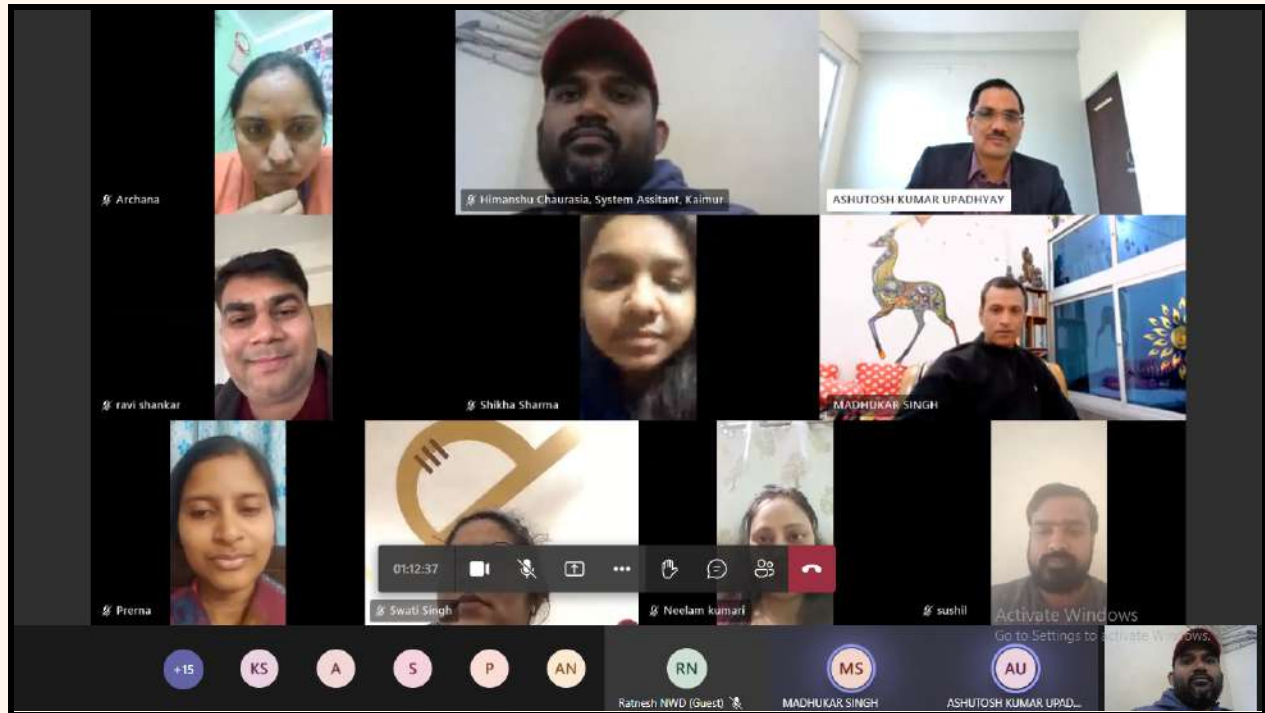 Archana
Himanshu Chaurasia, System Assitant, Kaimur
ASHUTOSH KUMAR UPADHYAY
ravi shankar
Shikha Sharma
MADHUKAR SINGH
01:12:37
Prerna
Swati Singh
Neelam kumari
sushil
Activate Windows
Go to Settings to activate Windows.
+15
KS
A
S
P
AN
RN
MS
AU
Ratnesh NWD (Guest)
MADHUKAR SINGH
ASHUTOSH KUMAR UPAD...